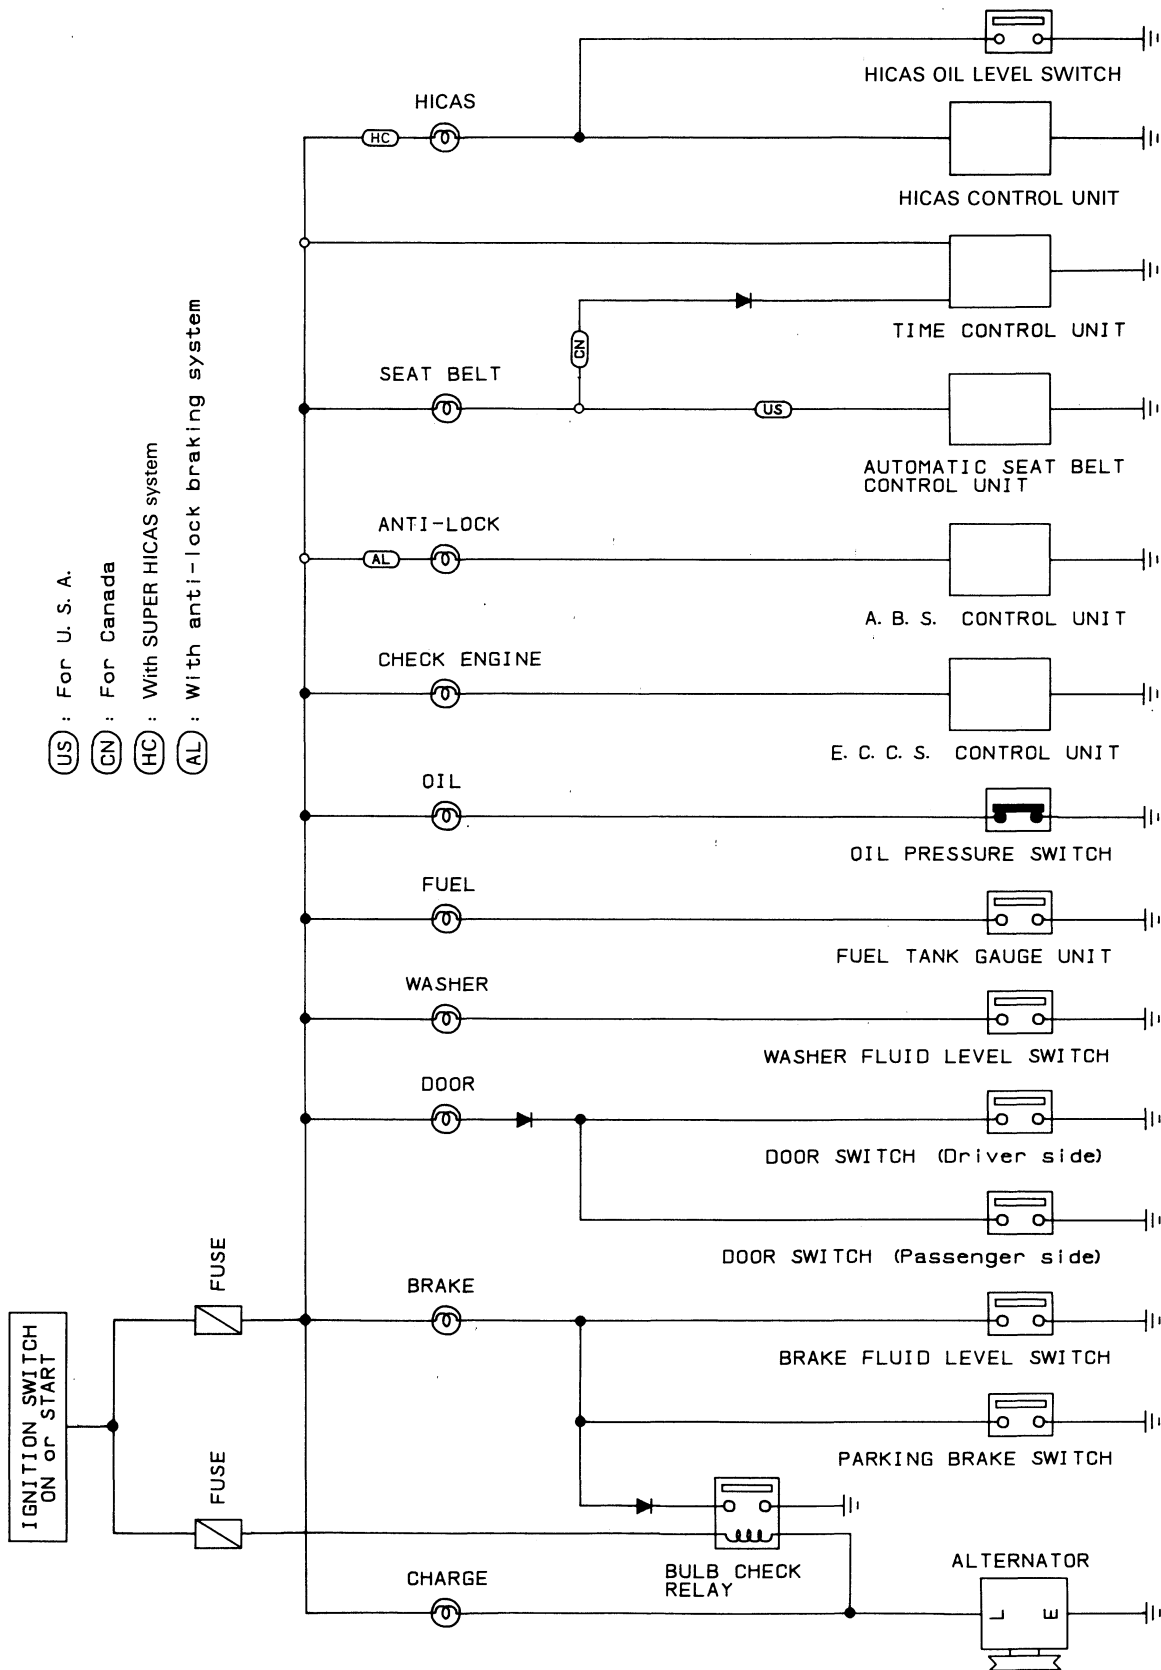 HICAS OIL LEVEL SWITCH
HICAS
HC
HICAS CONTROL UNIT
TIME CONTROL UNIT
CN
SEAT BELT
US
AUTOMATIC SEAT BELT
CONTROL UNIT
ANTI-LOCK
AL
A. B. S. CONTROL UNIT
US : For U. S. A.
CN : For Canada
HC : With SUPER HICAS system
AL : With anti-lock braking system
CHECK ENGINE
E. C. C. S. CONTROL UNIT
OIL
OIL PRESSURE SWITCH
FUEL
FUEL TANK GAUGE UNIT
WASHER
WASHER FLUID LEVEL SWITCH
DOOR
DOOR SWITCH (Driver side)
DOOR SWITCH (Passenger side)
FUSE
BRAKE
BRAKE FLUID LEVEL SWITCH
IGNITION SWITCH
ON or START
PARKING BRAKE SWITCH
FUSE
BULB CHECK
RELAY
CHARGE
ALTERNATOR
L E